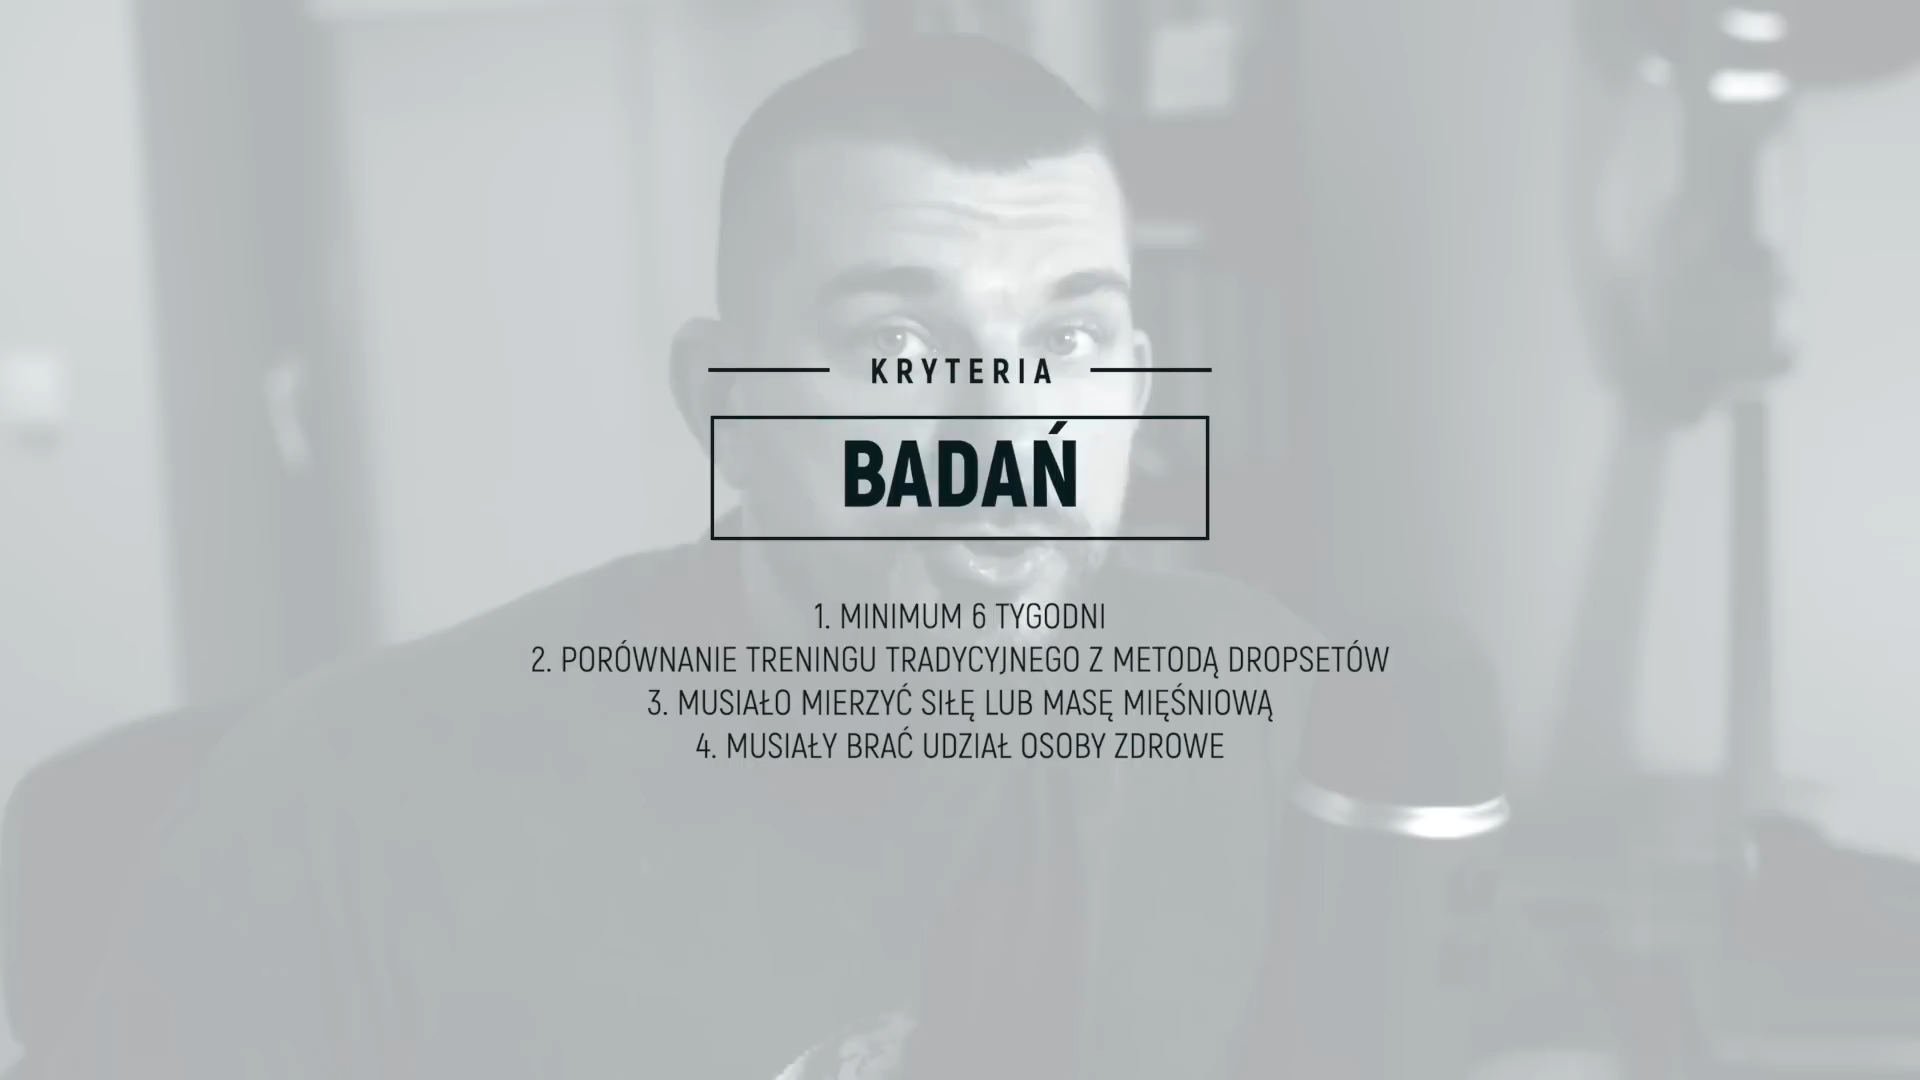 KRYTERIA
BADAŃ
1. MINIMUM 6 TYGODNI
2. PORÓWNANIE TRENINGU TRADYCYJNEGO Z METODĄ DROPSETÓW
3. MUSIAŁO MIERZYĆ SIŁĘ LUB MASĘ MIĘŚNIOWĄ
4. MUSIAŁY BRAĆ UDZIAŁ OSOBY ZDROWE